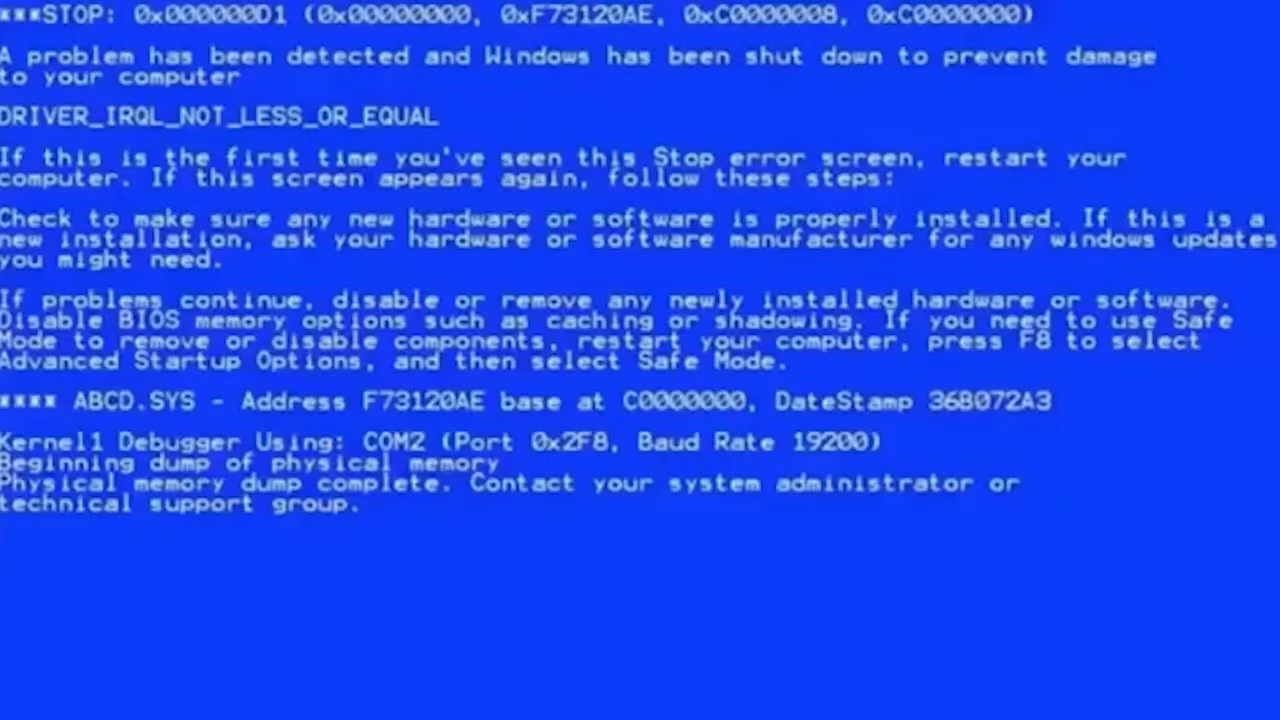 ***STOP: 0x000000D1 (0x00000000, 0xF73120AE, 0xC0000008, 0xC0000000)
A problem has been detected and Windows has been shut down to prevent damage
to your computer
DRIVER_IRQL_NOT_LESS_OR_EQUAL
If this is the first time you've seen this Stop error screen, restart your
computer. If this screen appears again, follow these steps:
Check to make sure any new hardware or software is properly installed. If this is a
new installation, ask your hardware or software manufacturer for any windows updates
you might need.
If problems continue, disable or remove any newly installed hardware or software.
Disable BIOS memory options such as caching or shadowing. If you need to use Safe
Mode to remove or disable components, restart your computer, press F8 to select
Advanced Startup Options, and then select Safe Mode.
**** ABCD.SYS - Address F73120AE base at C0000000, DateStamp 36B072A3
Kernel1 Debugger Using: COM2 (Port 0x2F8, Baud Rate 19200)
Beginning dump of physical memory
Physical memory dump complete. Contact your system administrator or
technical support group.